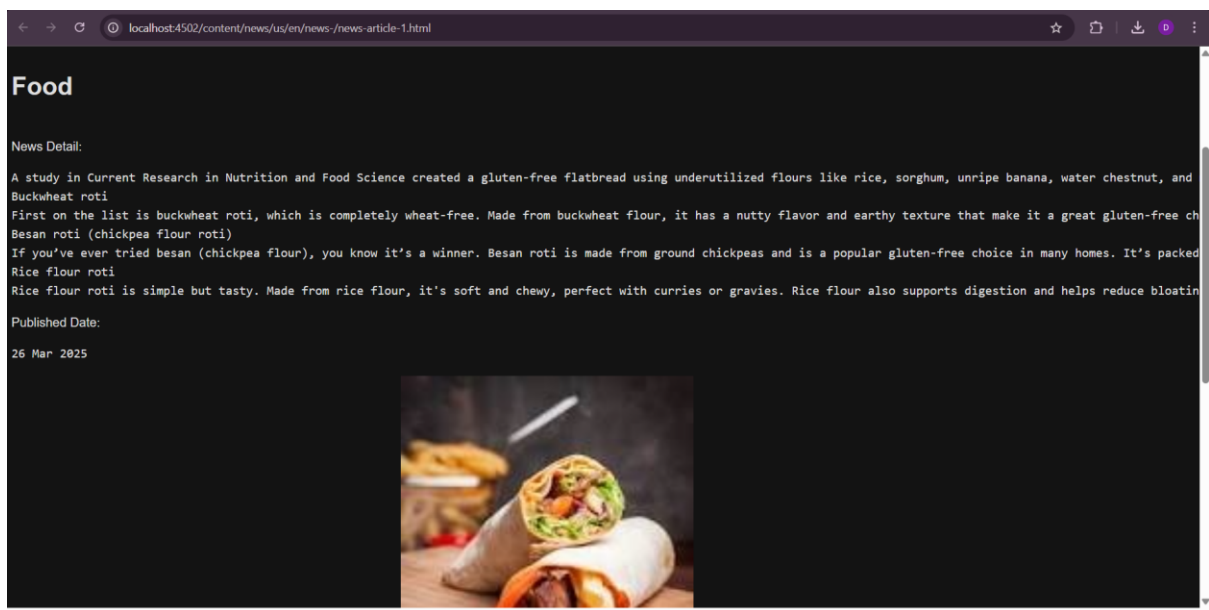 localhost:4502/content/news/us/en/news-/news-article-1.html
D
Food
News Detail:
A study in Current Research in Nutrition and Food Science created a gluten-free flatbread using underutilized flours like rice, sorghum, unripe banana, water chestnut, and
Buckwheat roti
First on the list is buckwheat roti, which is completely wheat-free. Made from buckwheat flour, it has a nutty flavor and earthy texture that make it a great gluten-free ch
Besan roti (chickpea flour roti)
If you’ve ever tried besan (chickpea flour), you know it’s a winner. Besan roti is made from ground chickpeas and is a popular gluten-free choice in many homes. It’s packed
Rice flour roti
Rice flour roti is simple but tasty. Made from rice flour, it's soft and chewy, perfect with curries or gravies. Rice flour also supports digestion and helps reduce bloatin
Published Date:
26 Mar 2025